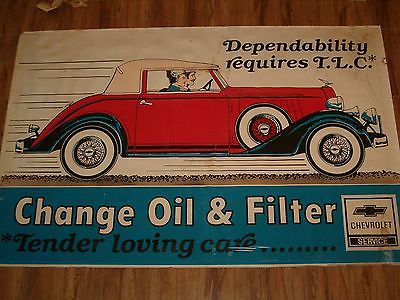 Dependability
requires T.L.C.*
Change Oil & Filter
*Tender loving care.........
CHEVROLET
SERVICE